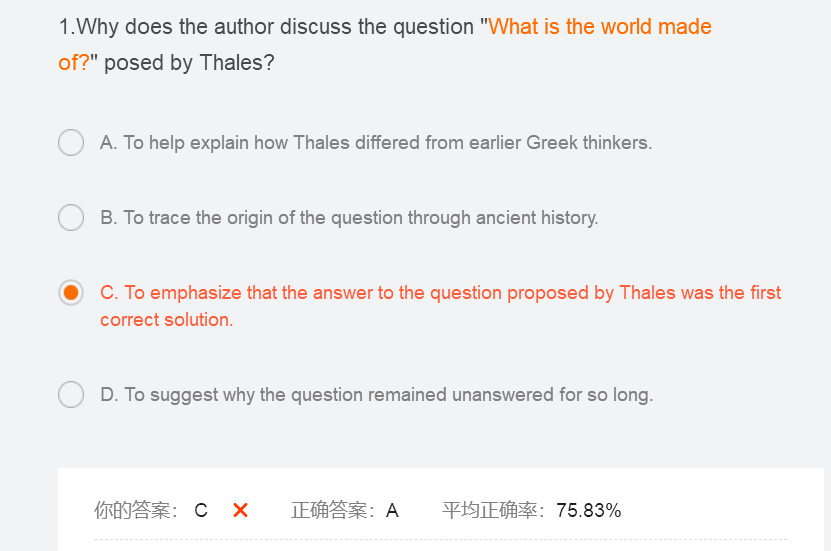 1.Why does the author discuss the question "What is the world made
of?" posed by Thales?
A. To help explain how Thales differed from earlier Greek thinkers.
B. To trace the origin of the question through ancient history.
C. To emphasize that the answer to the question proposed by Thales was the first
correct solution.
D. To suggest why the question remained unanswered for so long.
你的答案： C ✕ 正确答案： A 平均正确率： 75.83%